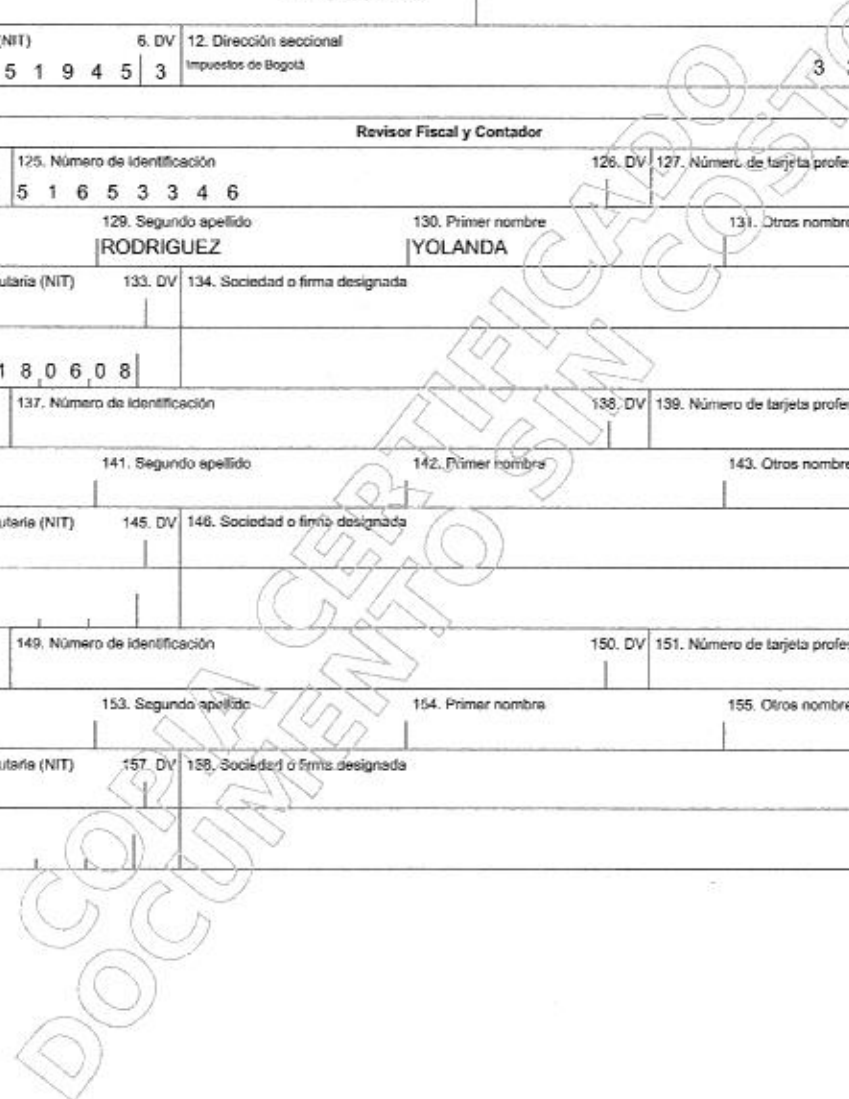 (NIT) 6. DV 12. Dirección seccional
5 1 9 4 5 3 Impuestos de Bogotá 3
Revisor Fiscal y Contador
125. Número de identificación 126. DV 127. Número de tarjeta profes
5 1 6 5 3 3 4 6
129. Segundo apellido 130. Primer nombre 131. Otros nombre
RODRIGUEZ YOLANDA
utaria (NIT) 133. DV 134. Sociedad o firma designada
1 8 0 6 0 8
137. Número de identificación 138. DV 139. Número de tarjeta profes
141. Segundo apellido 142. Primer nombre 143. Otros nombre
utaria (NIT) 145. DV 146. Sociedad o firma designada
149. Número de identificación 150. DV 151. Número de tarjeta profes
153. Segundo apellido 154. Primer nombre 155. Otros nombre
utaria (NIT) 157. DV 158. Sociedad o firma designada
COPIA CERTIFICADO
DOCUMENTO SIN COSTO